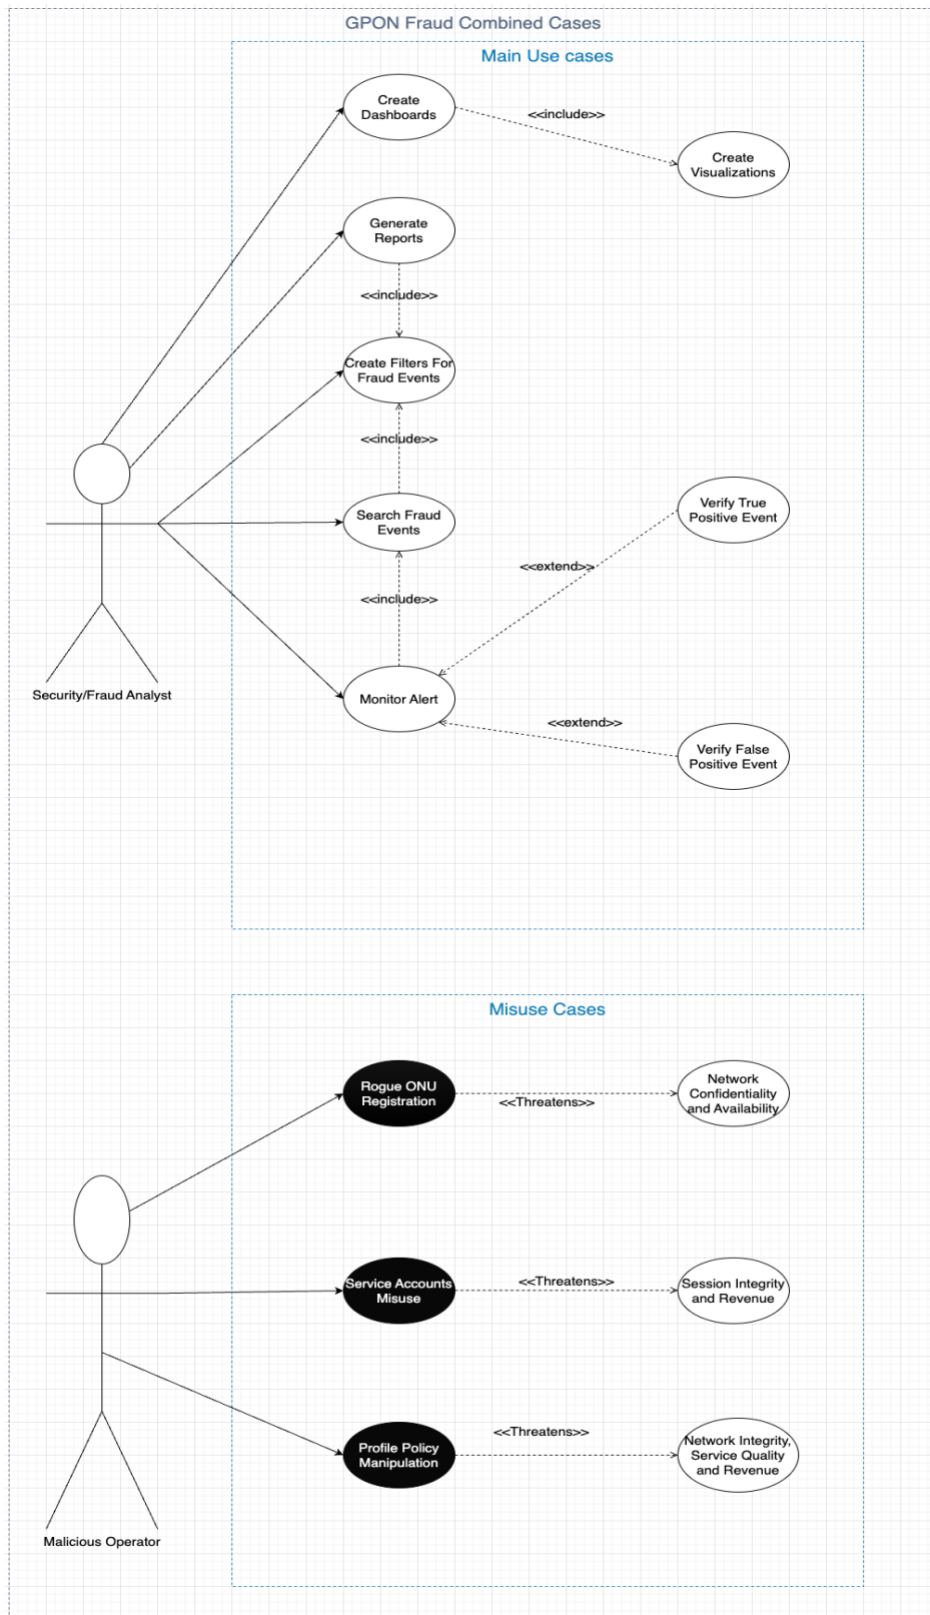 GPON Fraud Combined Cases
Main Use cases
Create
Dashboards
<<include>>
Create
Visualizations
Generate
Reports
<<include>>
Create Filters For
Fraud Events
<<include>>
Search Fraud
Events
Verify True
Positive Event
<<extend>>
<<include>>
Security/Fraud Analyst
Monitor Alert
<<extend>>
Verify False
Positive Event
Misuse Cases
Rogue ONU
Registration
<<Threatens>>
Network
Confidentiality
and Availability
Service Accounts
Misuse
<<Threatens>>
Session Integrity
and Revenue
Profile Policy
Manipulation
<<Threatens>>
Network Integrity,
Service Quality
and Revenue
Malicious Operator